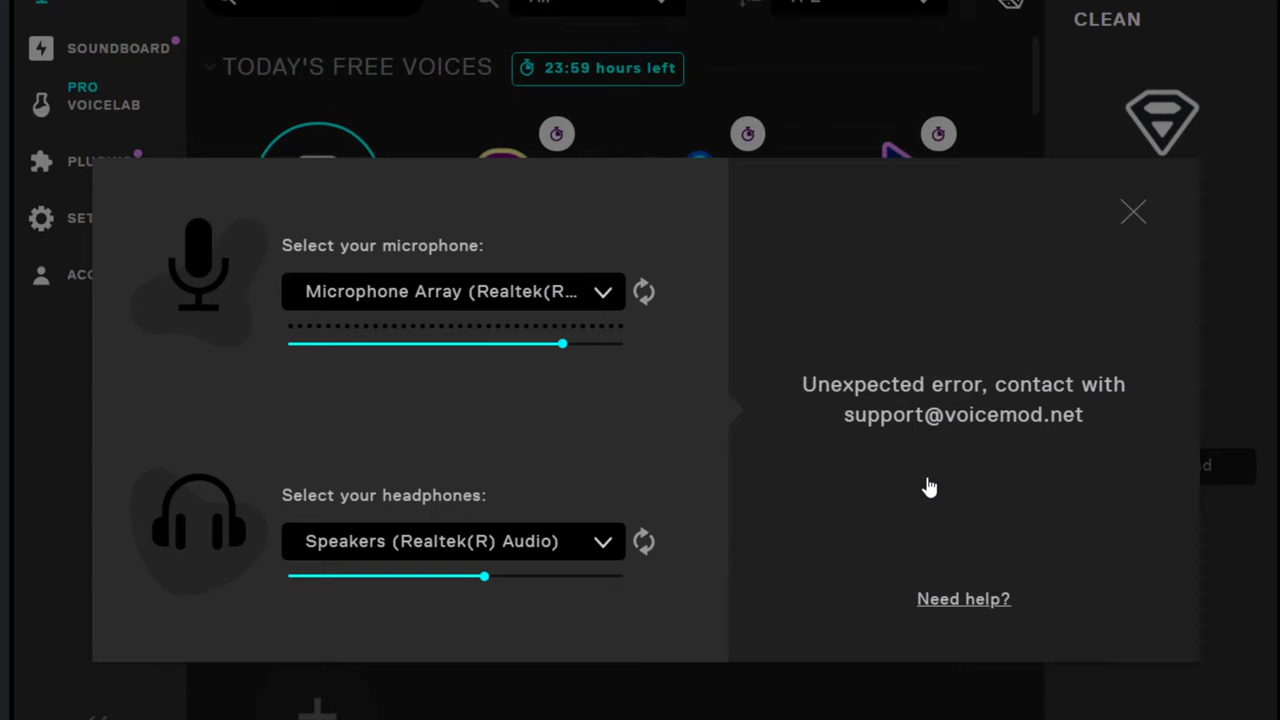 CLEAN
SOUNDBOARD
TODAY'S FREE VOICES
23:59 hours left
PRO
VOICELAB
Select your microphone:
Microphone Array (Realtek(R...
Unexpected error, contact with
support@voicemod.net
Select your headphones:
Speakers (Realtek(R) Audio)
Need help?